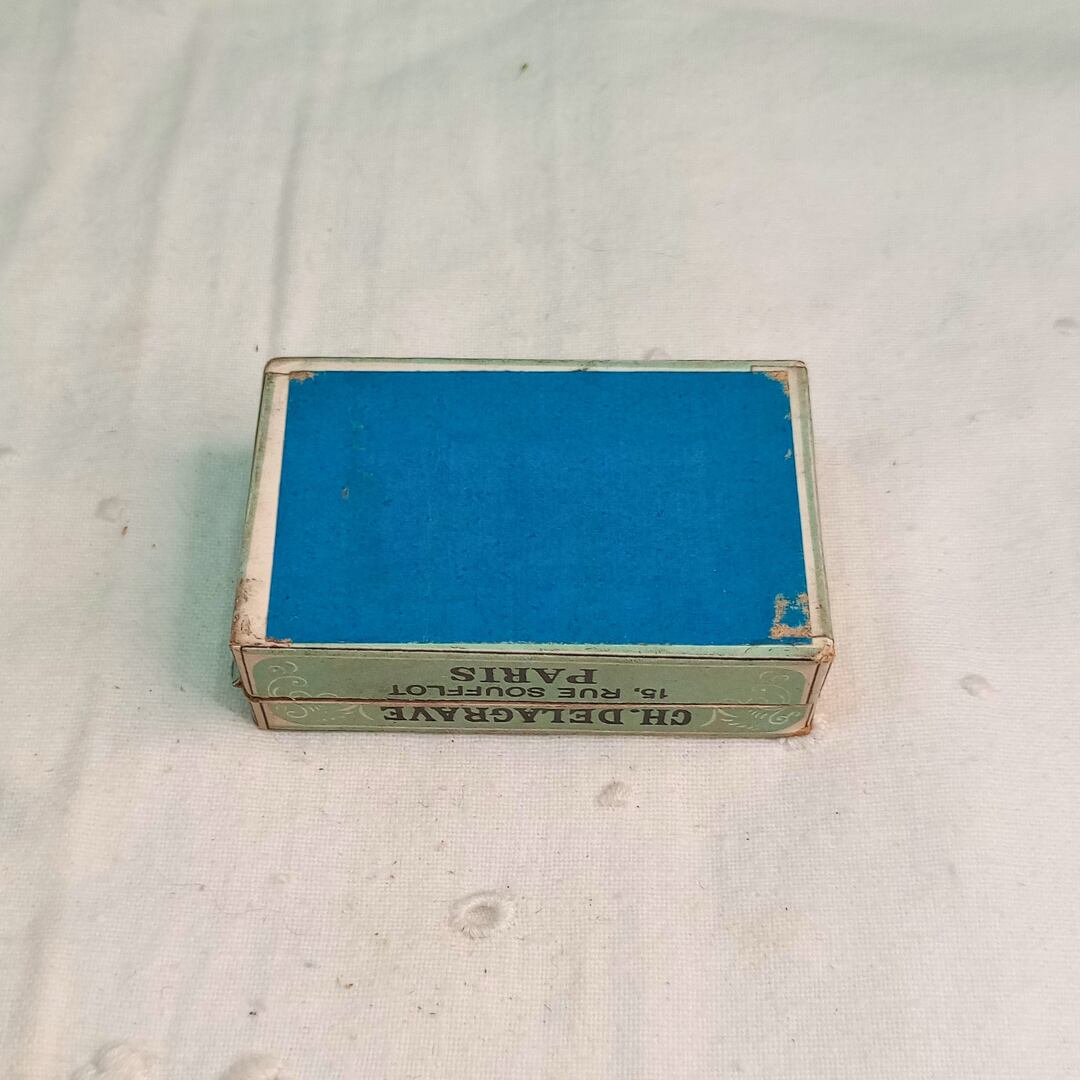 CH. DELAGRAVE
15, RUE SOUFFLOT
PARIS